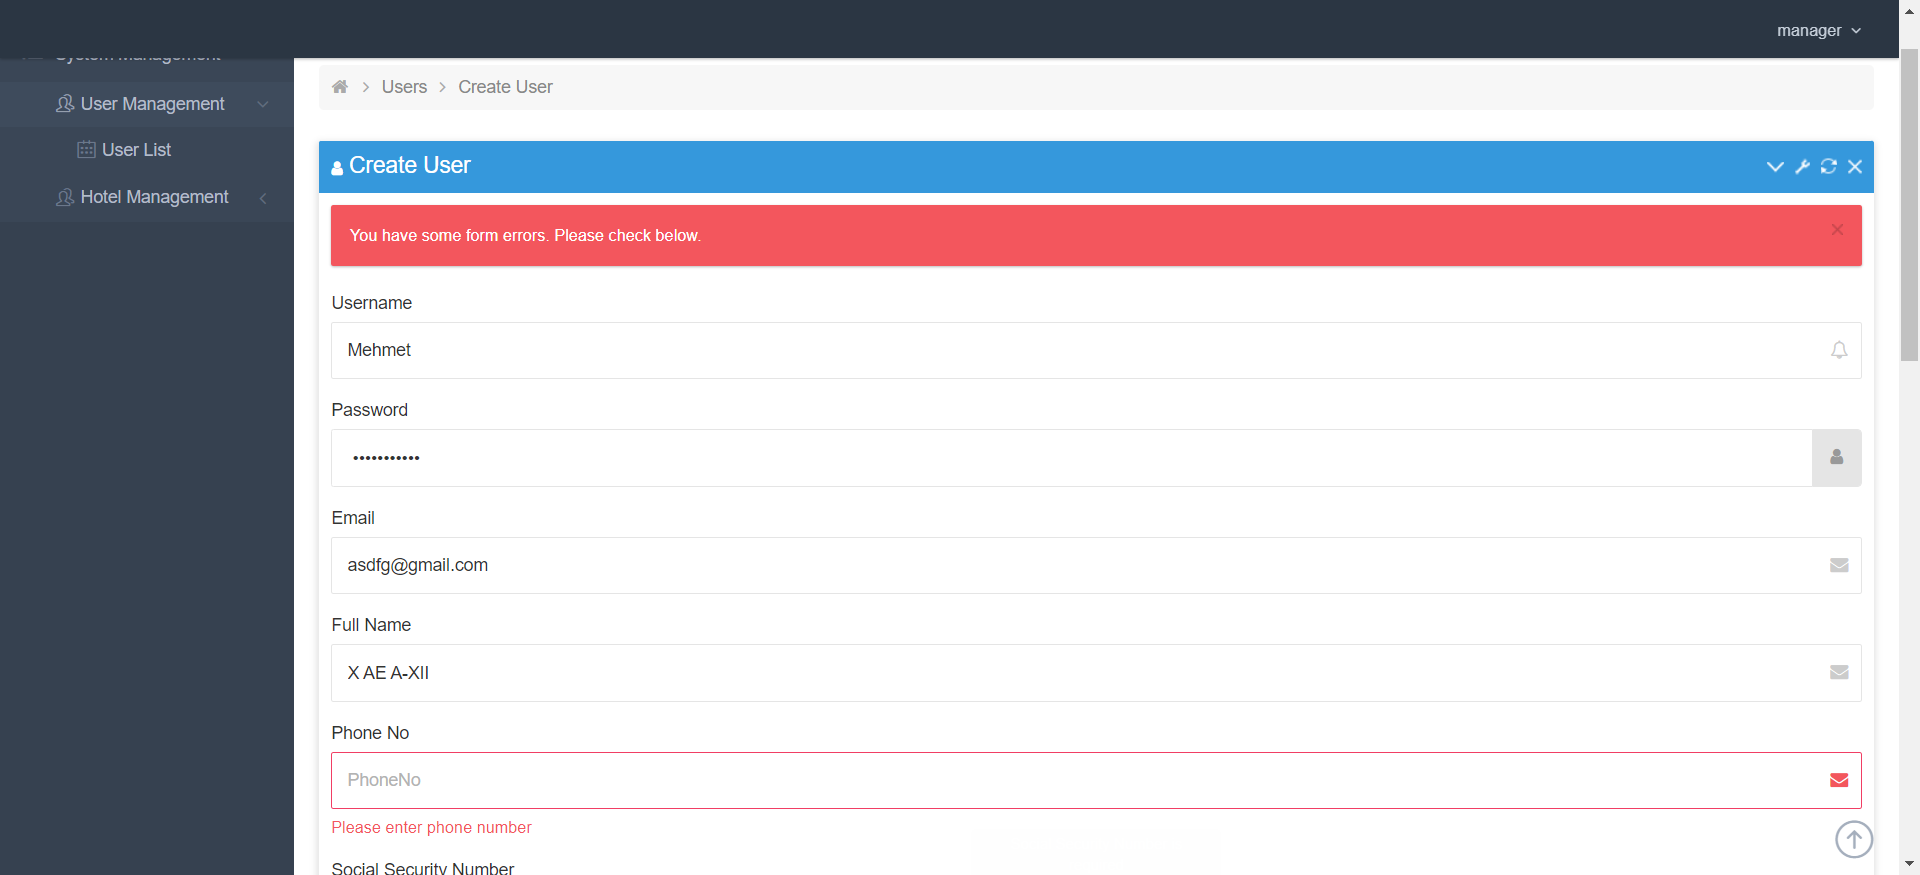 manager
System Management
Users > Create User
User Management
User List
Hotel Management
Create User
You have some form errors. Please check below.
Username
Mehmet
Password
•••••••••••
Email
asdfg@gmail.com
Full Name
X AE A-XII
Phone No
PhoneNo
Please enter phone number
Social Security Number